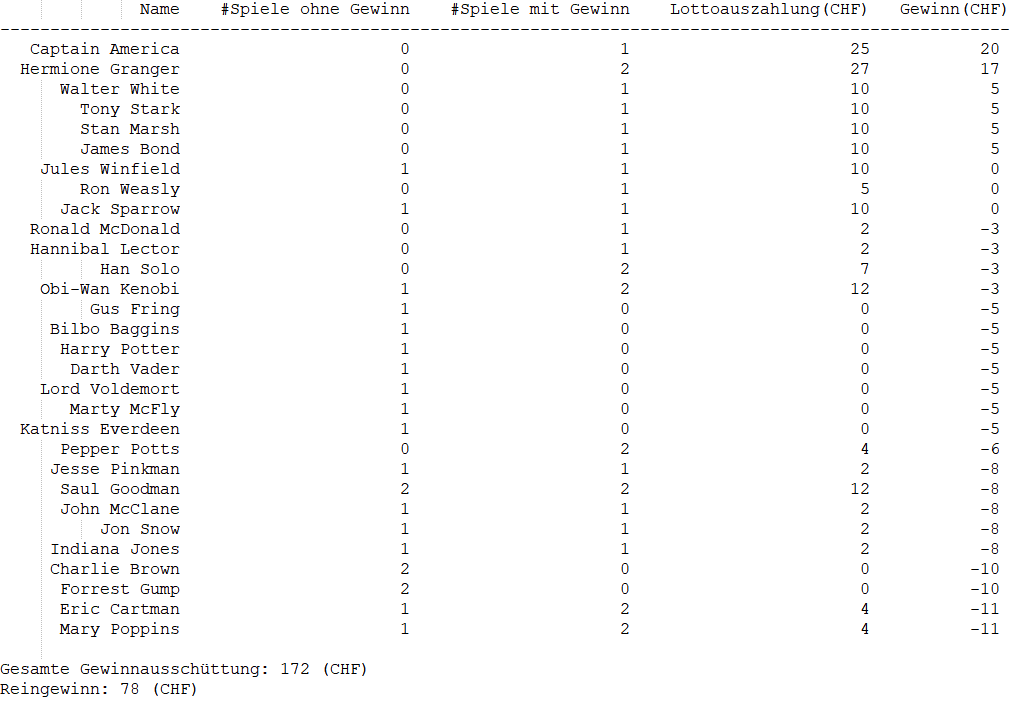 Name #Spiele ohne Gewinn #Spiele mit Gewinn Lottoauszahlung(CHF) Gewinn(CHF)
-----------------------------------------------------------------------------------------------------
Captain America 0 1 25 20
Hermione Granger 0 2 27 17
Walter White 0 1 10 5
Tony Stark 0 1 10 5
Stan Marsh 0 1 10 5
James Bond 0 1 10 5
Jules Winfield 1 1 10 0
Ron Weasly 0 1 5 0
Jack Sparrow 1 1 10 0
Ronald McDonald 0 1 2 -3
Hannibal Lector 0 1 2 -3
Han Solo 0 2 7 -3
Obi-Wan Kenobi 1 2 12 -3
Gus Fring 1 0 0 -5
Bilbo Baggins 1 0 0 -5
Harry Potter 1 0 0 -5
Darth Vader 1 0 0 -5
Lord Voldemort 1 0 0 -5
Marty McFly 1 0 0 -5
Katniss Everdeen 1 0 0 -5
Pepper Potts 0 2 4 -6
Jesse Pinkman 1 1 2 -8
Saul Goodman 2 2 12 -8
John McClane 1 1 2 -8
Jon Snow 1 1 2 -8
Indiana Jones 1 1 2 -8
Charlie Brown 2 0 0 -10
Forrest Gump 2 0 0 -10
Eric Cartman 1 2 4 -11
Mary Poppins 1 2 4 -11
Gesamte Gewinnausschüttung: 172 (CHF)
Reingewinn: 78 (CHF)